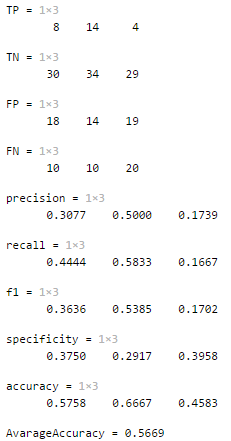 TP = 1×3
8 14 4
TN = 1×3
30 34 29
FP = 1×3
18 14 19
FN = 1×3
10 10 20
precision = 1×3
0.3077 0.5000 0.1739
recall = 1×3
0.4444 0.5833 0.1667
f1 = 1×3
0.3636 0.5385 0.1702
specificity = 1×3
0.3750 0.2917 0.3958
accuracy = 1×3
0.5758 0.6667 0.4583
AvarageAccuracy = 0.5669